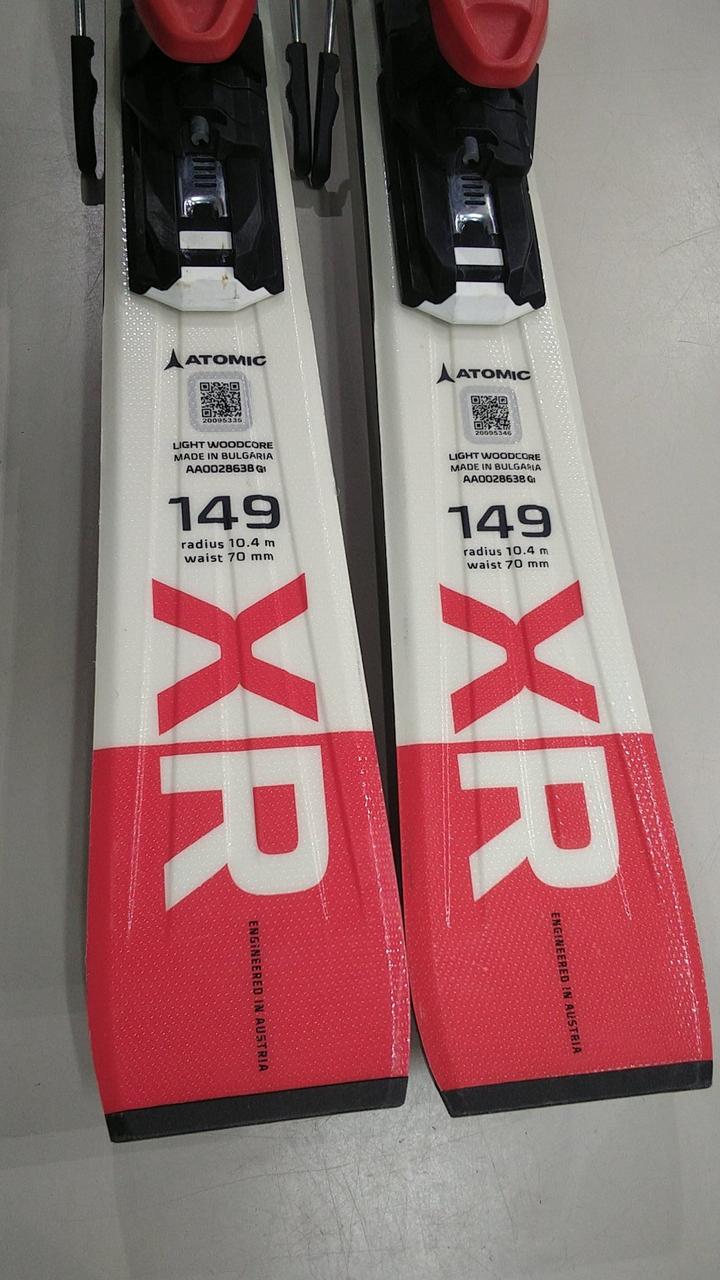 ATOMIC
20095335
LIGHT WOODCORE
MADE IN BULGARIA
AA0028638 GI
149
radius 10.4 m
waist 70 mm
XR
ENGINEERED IN AUSTRIA
ATOMIC
20095346
LIGHT WOODCORE
MADE IN BULGARIA
AA0028638 GI
149
radius 10.4 m
waist 70 mm
XR
ENGINEERED IN AUSTRIA